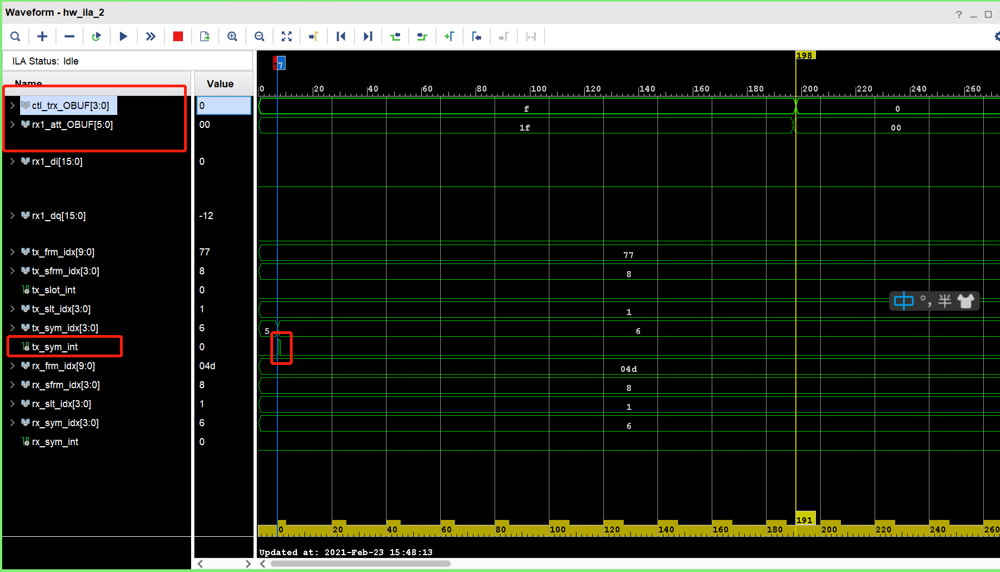 Waveform - hw_ila_2
ILA Status: Idle
Name Value
ctl_trx_OBUF[3:0] 0
rx1_att_OBUF[5:0] 00
rx1_di[15:0] 0
rx1_dq[15:0] -12
tx_frm_idx[9:0] 77
tx_sfrm_idx[3:0] 8
tx_slot_int 0
tx_slt_idx[3:0] 1
tx_sym_idx[3:0] 6
tx_sym_int 0
rx_frm_idx[9:0] 04d
rx_sfrm_idx[3:0] 8
rx_slt_idx[3:0] 1
rx_sym_idx[3:0] 6
rx_sym_int 0
7 198
0 20 40 60 80 100 120 140 160 180 200 220 240 260
f 0
1f 00
77
8
1
5 6
04d
8
1
6
中 °, 半
191
0 20 40 60 80 100 120 140 160 180 200 220 240 260
Updated at: 2021-Feb-23 15:48:13